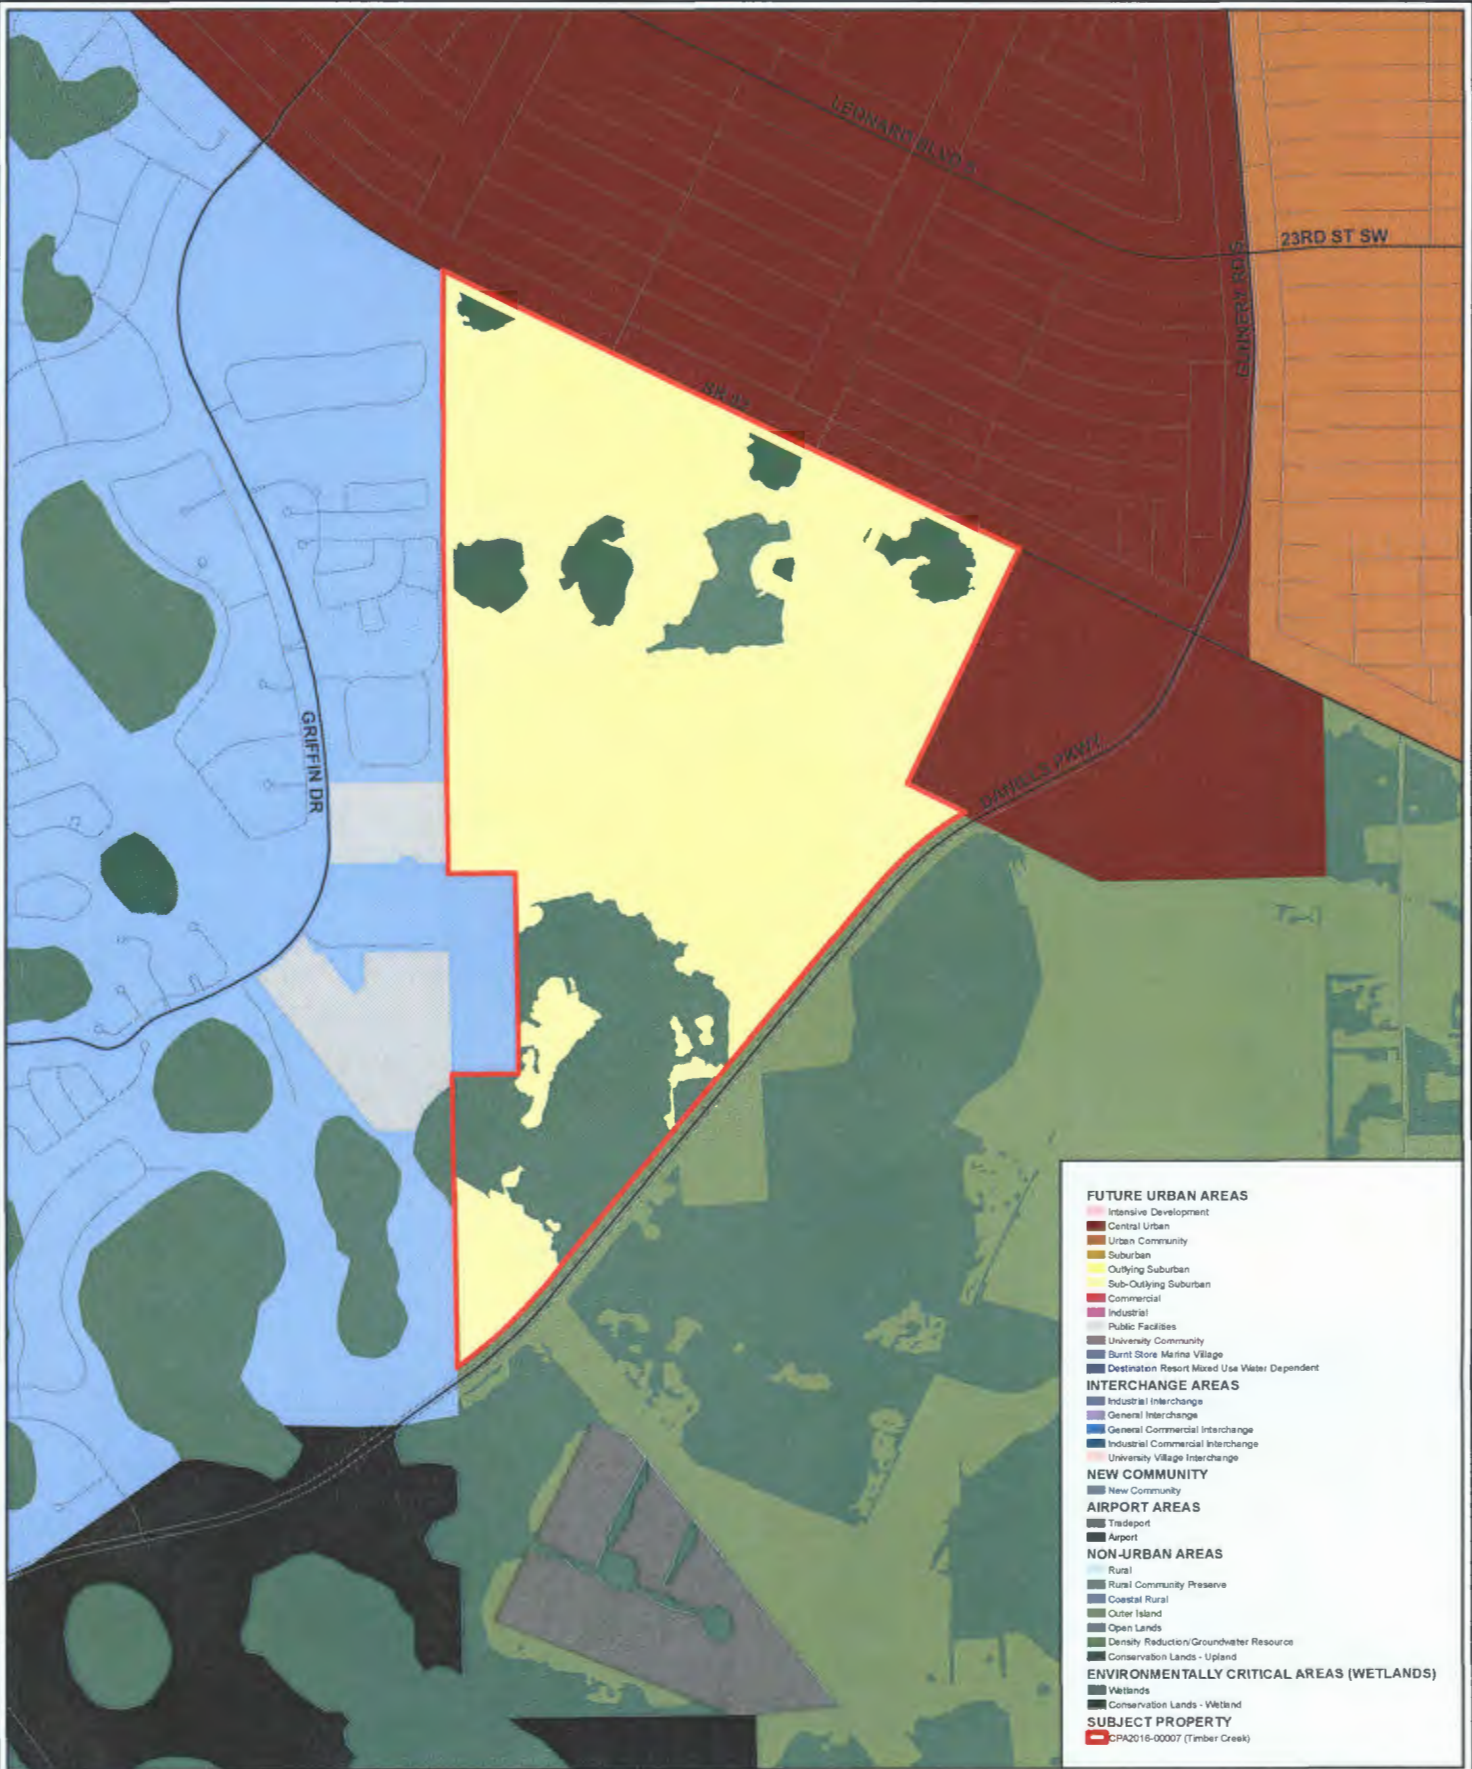 LEONARD BLVD S
23RD ST SW
GUNNERY RD S
SR 82
GRIFFIN DR
DANIELS PKWY
FUTURE URBAN AREAS
Intensive Development
Central Urban
Urban Community
Suburban
Outlying Suburban
Sub-Outlying Suburban
Commercial
Industrial
Public Facilities
University Community
Burnt Store Marina Village
Destination Resort Mixed Use Water Dependent
INTERCHANGE AREAS
Industrial Interchange
General Interchange
General Commercial Interchange
Industrial Commercial Interchange
University Village Interchange
NEW COMMUNITY
New Community
AIRPORT AREAS
Tradeport
Airport
NON-URBAN AREAS
Rural
Rural Community Preserve
Coastal Rural
Outer Island
Open Lands
Density Reduction/Groundwater Resource
Conservation Lands - Upland
ENVIRONMENTALLY CRITICAL AREAS (WETLANDS)
Wetlands
Conservation Lands - Wetland
SUBJECT PROPERTY
CPA2016-00007 (Timber Creek)